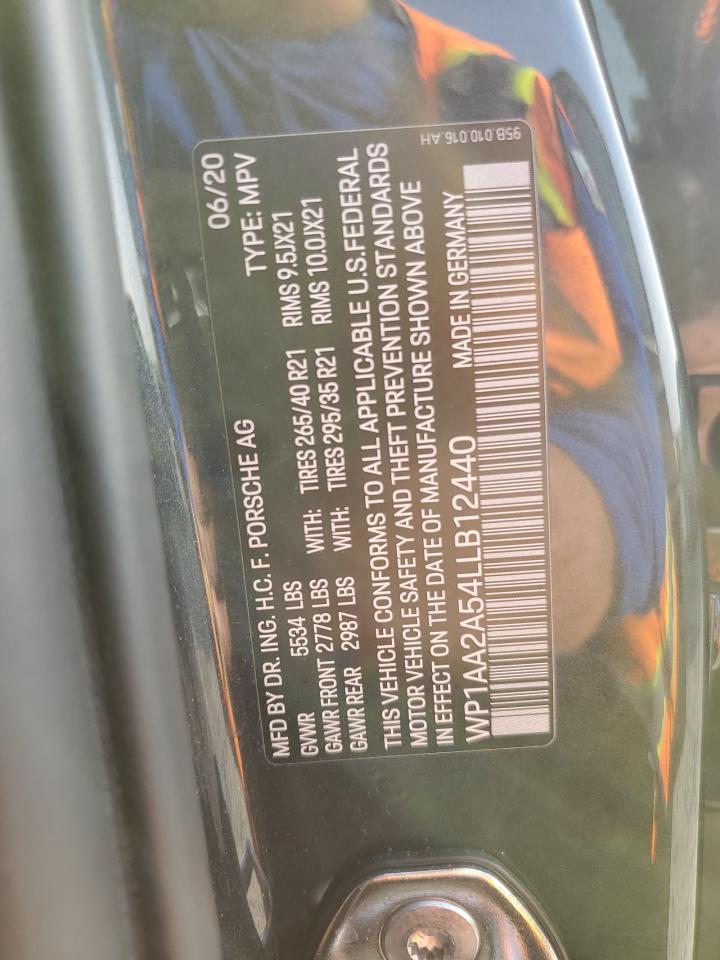 MFD BY DR. ING. H.C. F. PORSCHE AG 06/20
GVWR 5534 LBS TYPE: MPV
GAWR FRONT 2778 LBS WITH: TIRES 265/40 R21 RIMS 9.5JX21
GAWR REAR 2987 LBS WITH: TIRES 295/35 R21 RIMS 10.0JX21
THIS VEHICLE CONFORMS TO ALL APPLICABLE U.S.FEDERAL
MOTOR VEHICLE SAFETY AND THEFT PREVENTION STANDARDS
IN EFFECT ON THE DATE OF MANUFACTURE SHOWN ABOVE
WP1AA2A54LLB12440 MADE IN GERMANY
95B.010.016.AH